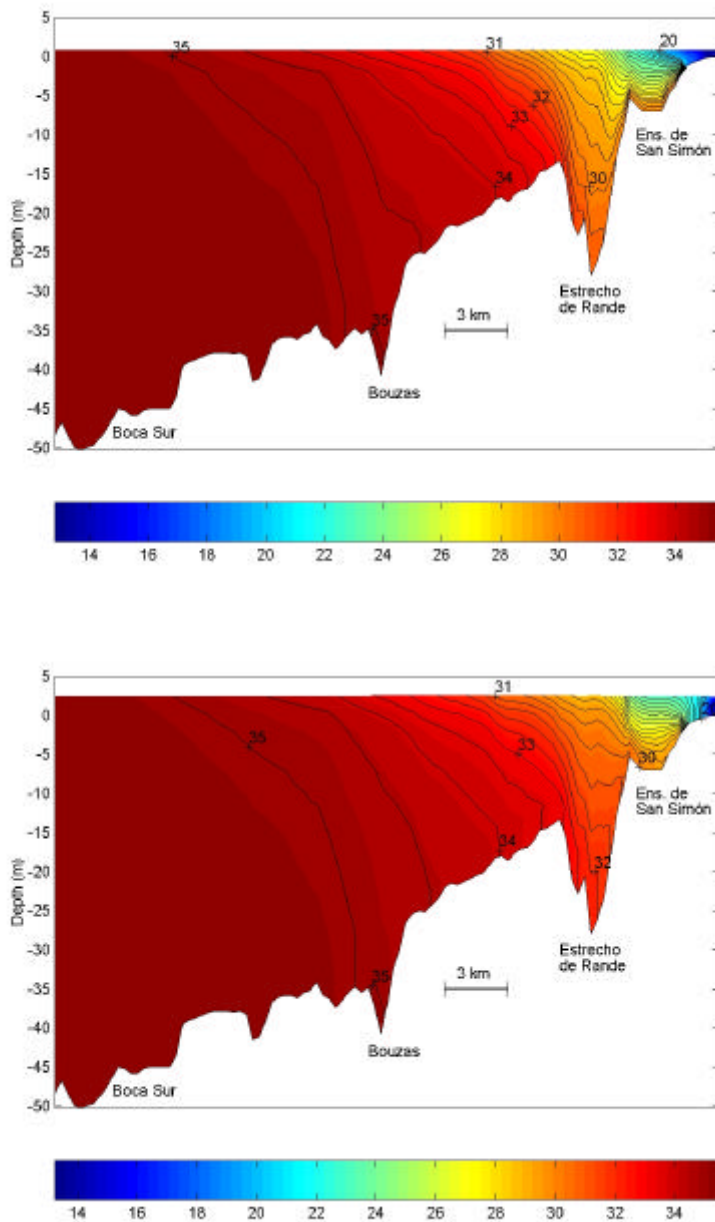 5
0
-5
-10
-15
-20
-25
-30
-35
-40
-45
-50
Depth (m)
35
31
20
32
33
34
30
35
Ens. de
San Simón
Estrecho
de Rande
3 km
Bouzas
Boca Sur
14 16 18 20 22 24 26 28 30 32 34
5
0
-5
-10
-15
-20
-25
-30
-35
-40
-45
-50
Depth (m)
31
35
33
30
34
32
35
Ens. de
San Simón
Estrecho
de Rande
3 km
Bouzas
Boca Sur
14 16 18 20 22 24 26 28 30 32 34